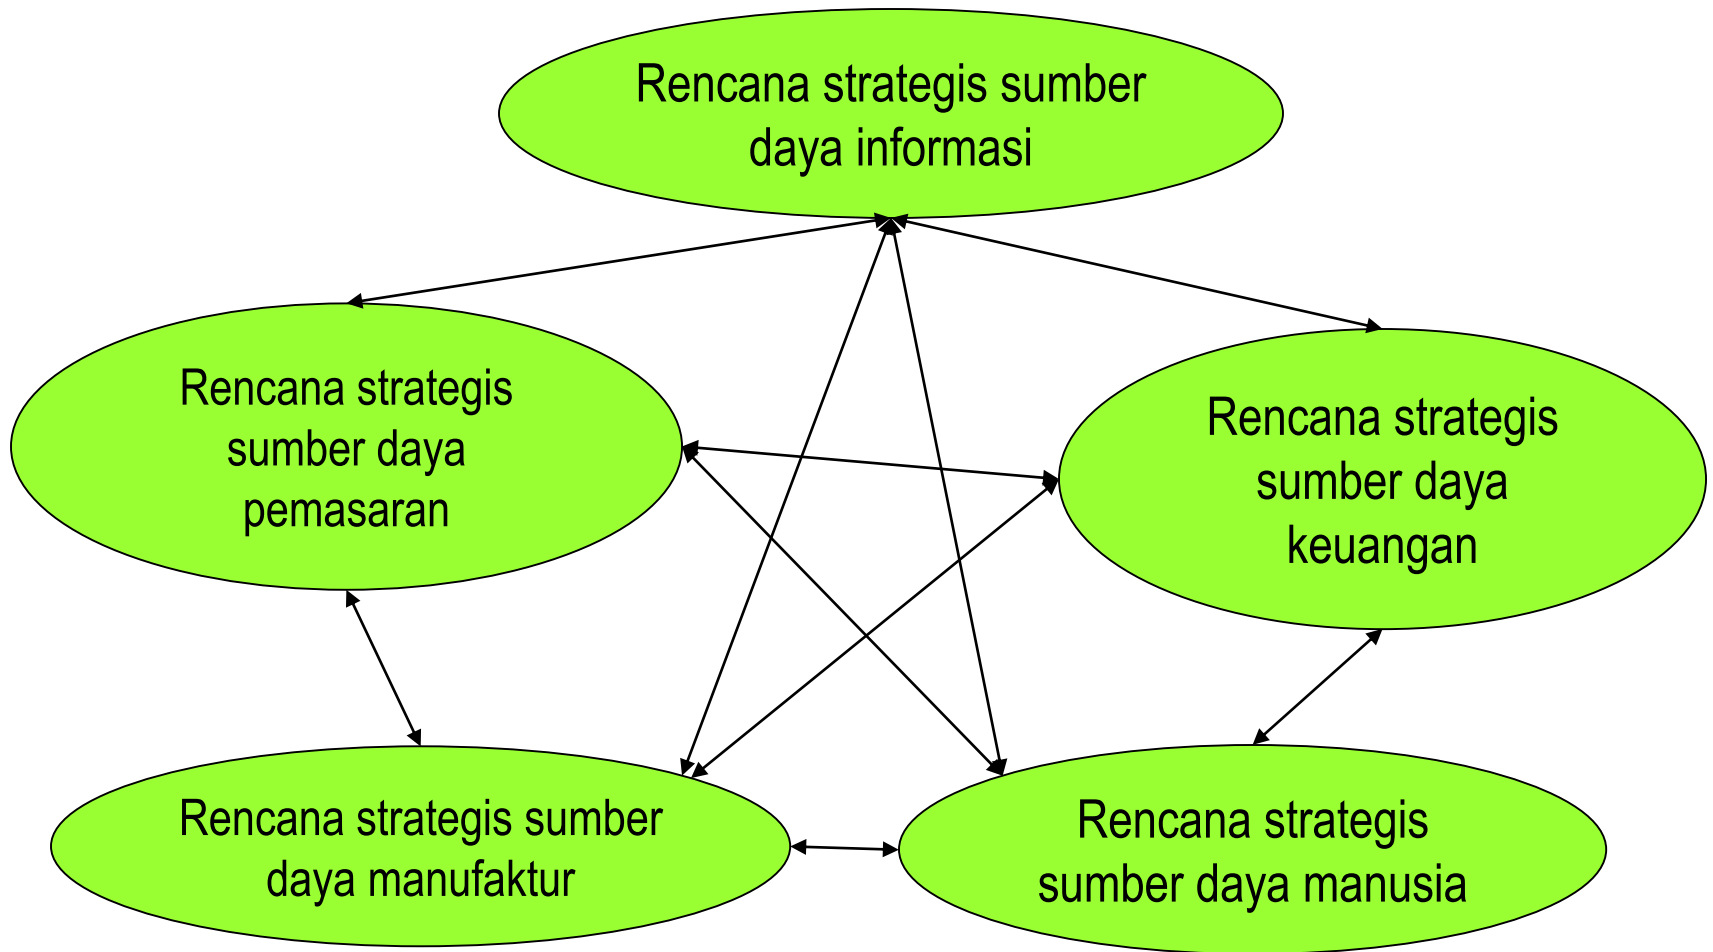 Rencana strategis sumber
daya informasi
Rencana strategis
sumber daya
pemasaran
Rencana strategis
sumber daya
keuangan
Rencana strategis sumber
daya manufaktur
Rencana strategis
sumber daya manusia